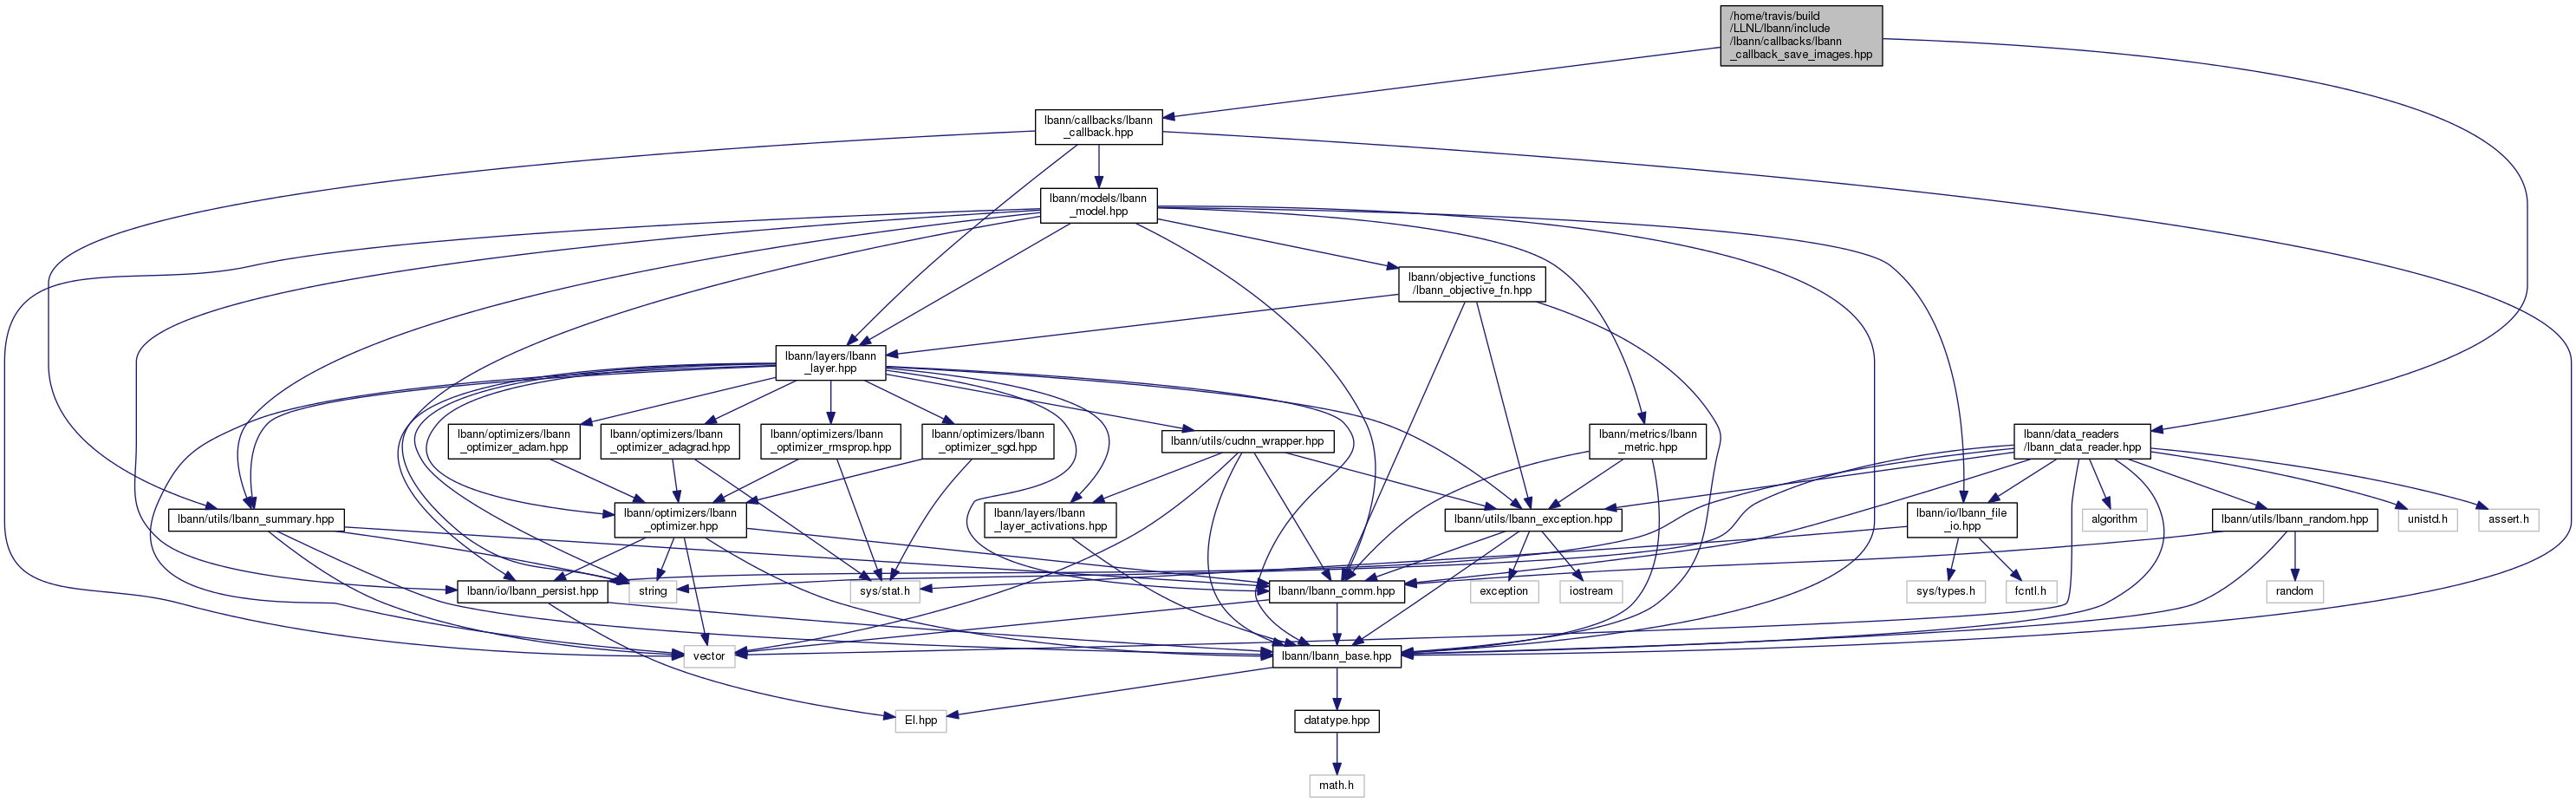 /home/travis/build
/LLNL/lbann/include
/lbann/callbacks/lbann
_callback_save_images.hpp
lbann/callbacks/lbann
_callback.hpp
lbann/models/lbann
_model.hpp
lbann/objective_functions
/lbann_objective_fn.hpp
lbann/layers/lbann
_layer.hpp
lbann/optimizers/lbann
_optimizer_adam.hpp
lbann/optimizers/lbann
_optimizer_adagrad.hpp
lbann/optimizers/lbann
_optimizer_rmsprop.hpp
lbann/optimizers/lbann
_optimizer_sgd.hpp
lbann/utils/cudnn_wrapper.hpp
lbann/metrics/lbann
_metric.hpp
lbann/data_readers
/lbann_data_reader.hpp
lbann/utils/lbann_summary.hpp
lbann/optimizers/lbann
_optimizer.hpp
lbann/layers/lbann
_layer_activations.hpp
lbann/utils/lbann_exception.hpp
lbann/io/lbann_file
_io.hpp
algorithm
lbann/utils/lbann_random.hpp
unistd.h
assert.h
lbann/io/lbann_persist.hpp
string
sys/stat.h
lbann/lbann_comm.hpp
exception
iostream
sys/types.h
fcntl.h
random
vector
lbann/lbann_base.hpp
El.hpp
datatype.hpp
math.h